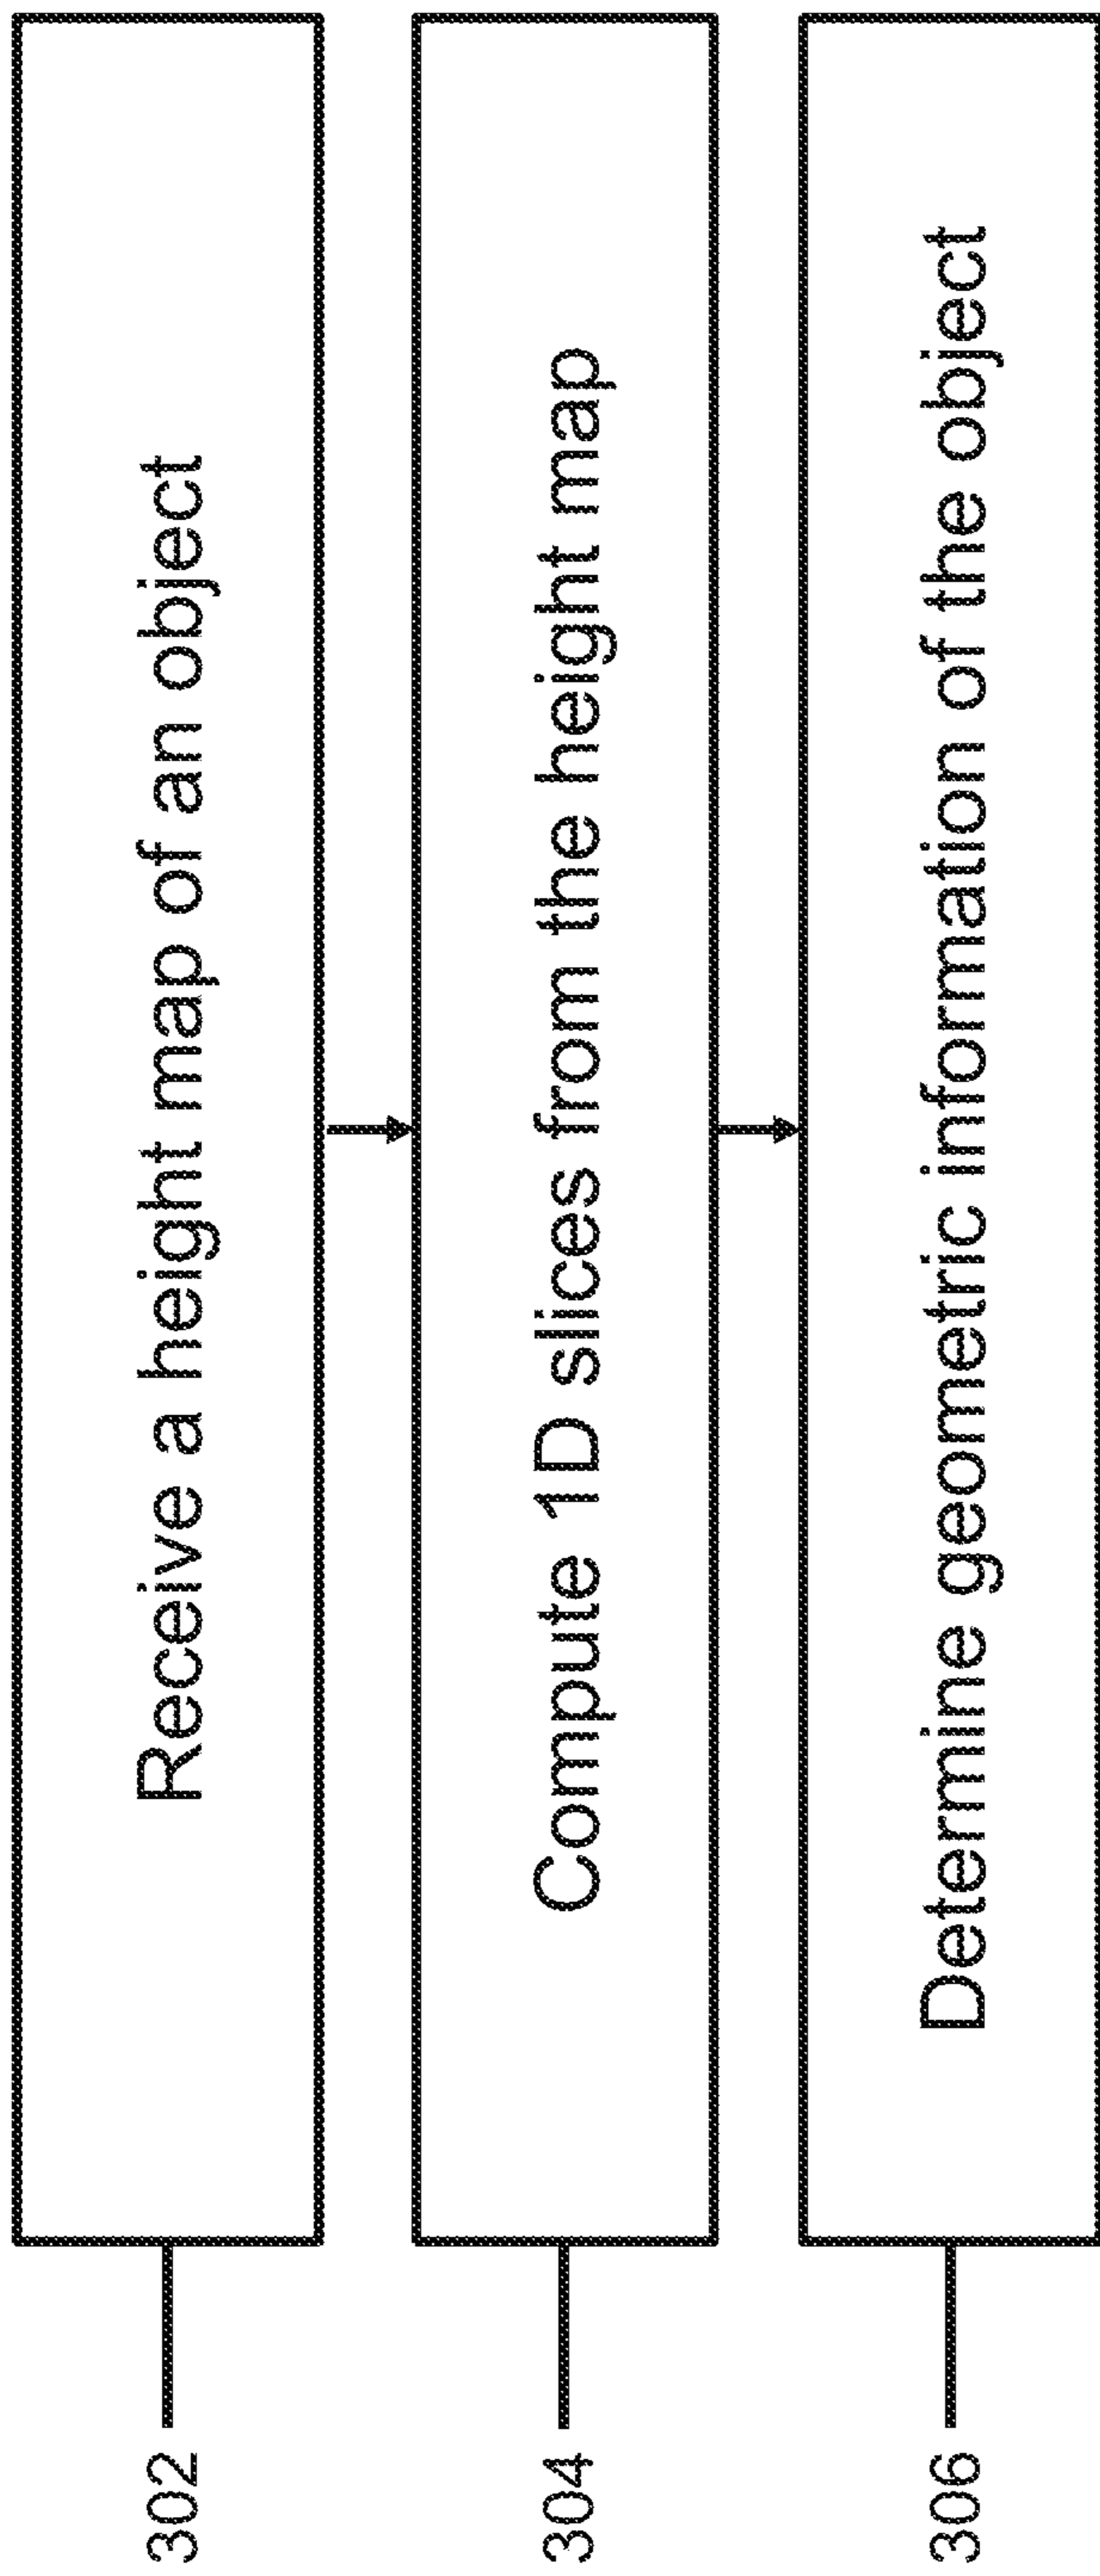 302
Receive a height map of an object
304
Compute 1D slices from the height map
306
Determine geometric information of the object